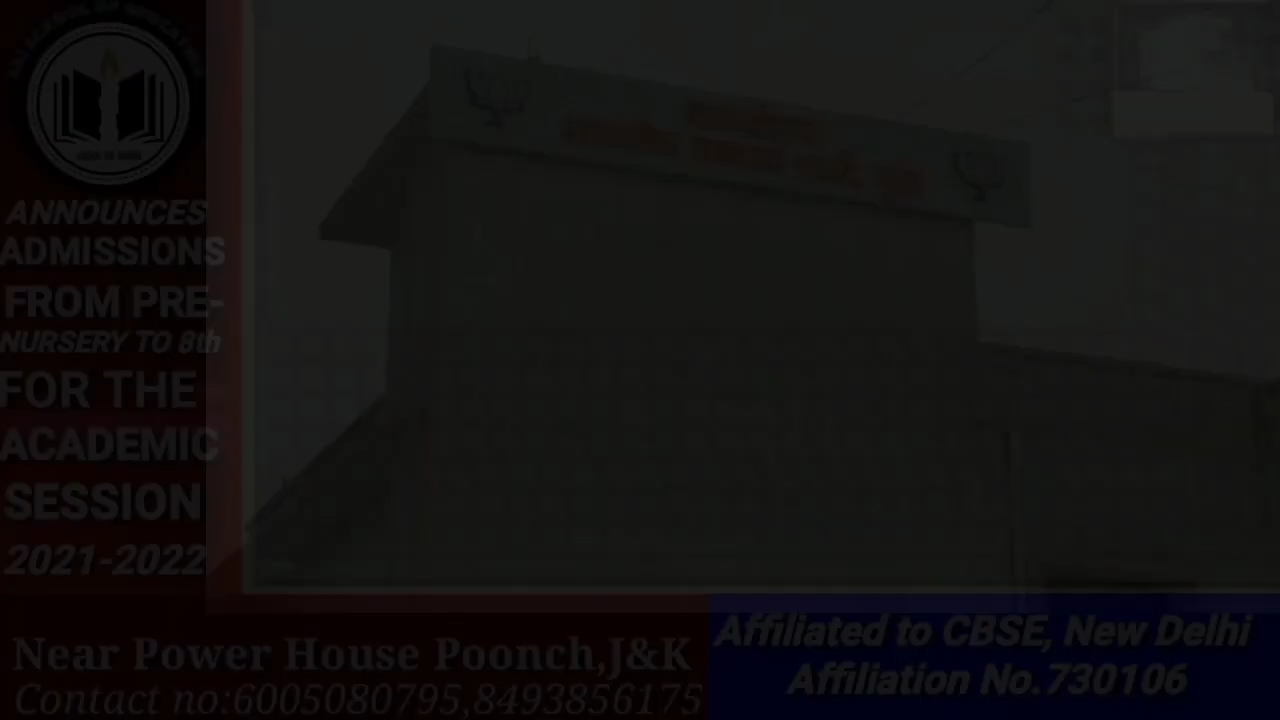 ANNOUNCES
ADMISSIONS
FROM PRE-
NURSERY TO 8th
FOR THE
ACADEMIC
SESSION
2021-2022
Near Power House Poonch,J&K
Contact no:6005080795,8493856175
Affiliated to CBSE, New Delhi
Affiliation No.730106